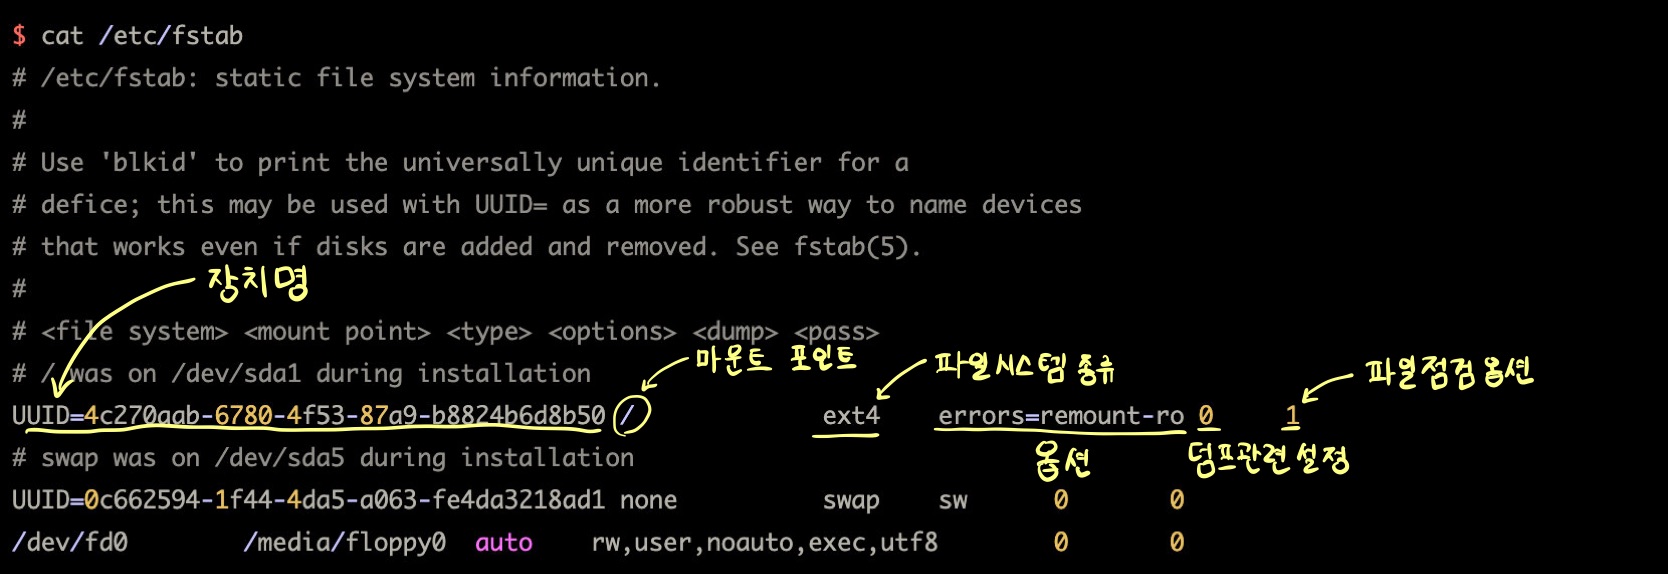 $ cat /etc/fstab
# /etc/fstab: static file system information.
#
# Use 'blkid' to print the universally unique identifier for a
# defice; this may be used with UUID= as a more robust way to name devices
# that works even if disks are added and removed. See fstab(5).
장치명
#
# <file system> <mount point> <type> <options> <dump> <pass>
마운트 포인트 파일시스템 종류 파일점검옵션
# / was on /dev/sda1 during installation
UUID=4c270aab-6780-4f53-87a9-b8824b6d8b50 / ext4 errors=remount-ro 0 1
옵션 덤프관련설정
# swap was on /dev/sda5 during installation
UUID=0c662594-1f44-4da5-a063-fe4da3218ad1 none swap sw 0 0
/dev/fd0 /media/floppy0 auto rw,user,noauto,exec,utf8 0 0